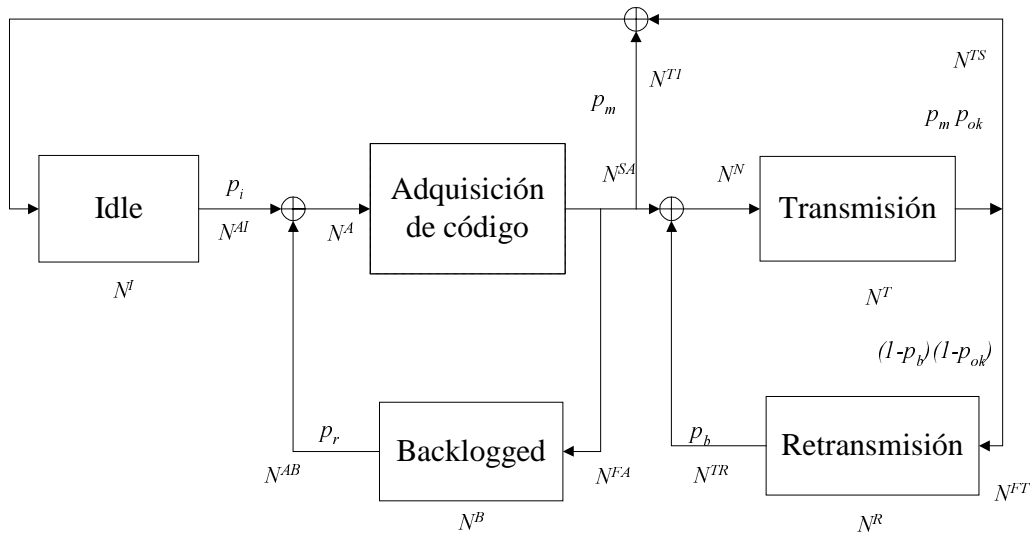 N^TS
N^TI
p_m
p_m p_ok
Idle
p_i
N^AI
N^A
Adquisición
de código
N^SA
N^N
Transmisión
N^I
N^T
(1-p_b)(1-p_ok)
p_r
N^AB
Backlogged
N^FA
p_b
N^TR
Retransmisión
N^FT
N^B
N^R